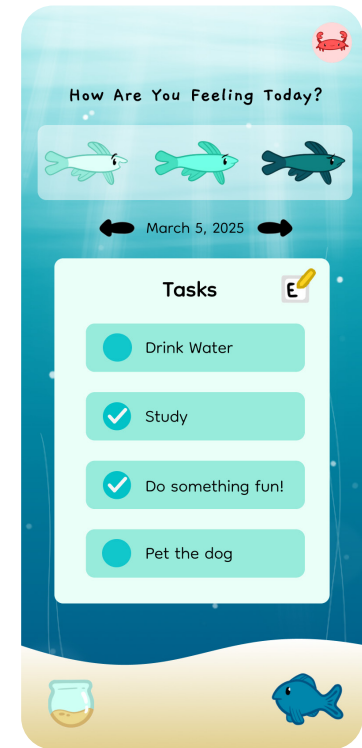 How Are You Feeling Today?
March 5, 2025
Tasks
E
Drink Water
Study
Do something fun!
Pet the dog